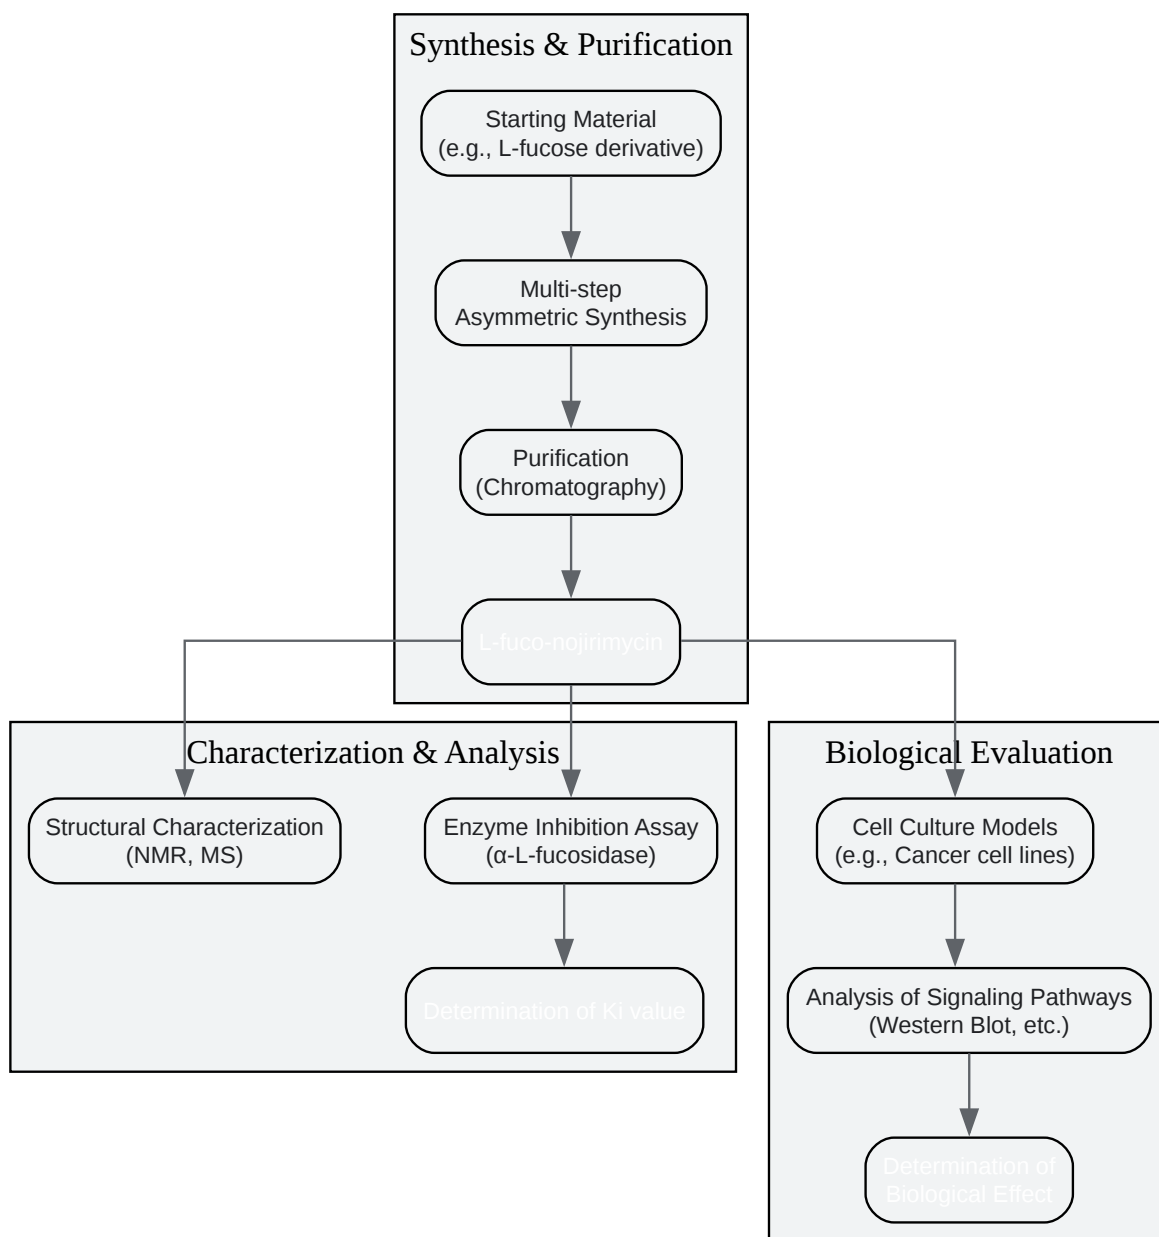 Synthesis & Purification
Starting Material
(e.g., L-fucose derivative)
Multi-step
Asymmetric Synthesis
Purification
(Chromatography)
L-fuco-nojirimycin
Characterization & Analysis
Structural Characterization
(NMR, MS)
Enzyme Inhibition Assay
(α-L-fucosidase)
Determination of Ki value
Biological Evaluation
Cell Culture Models
(e.g., Cancer cell lines)
Analysis of Signaling Pathways
(Western Blot, etc.)
Determination of
Biological Effect